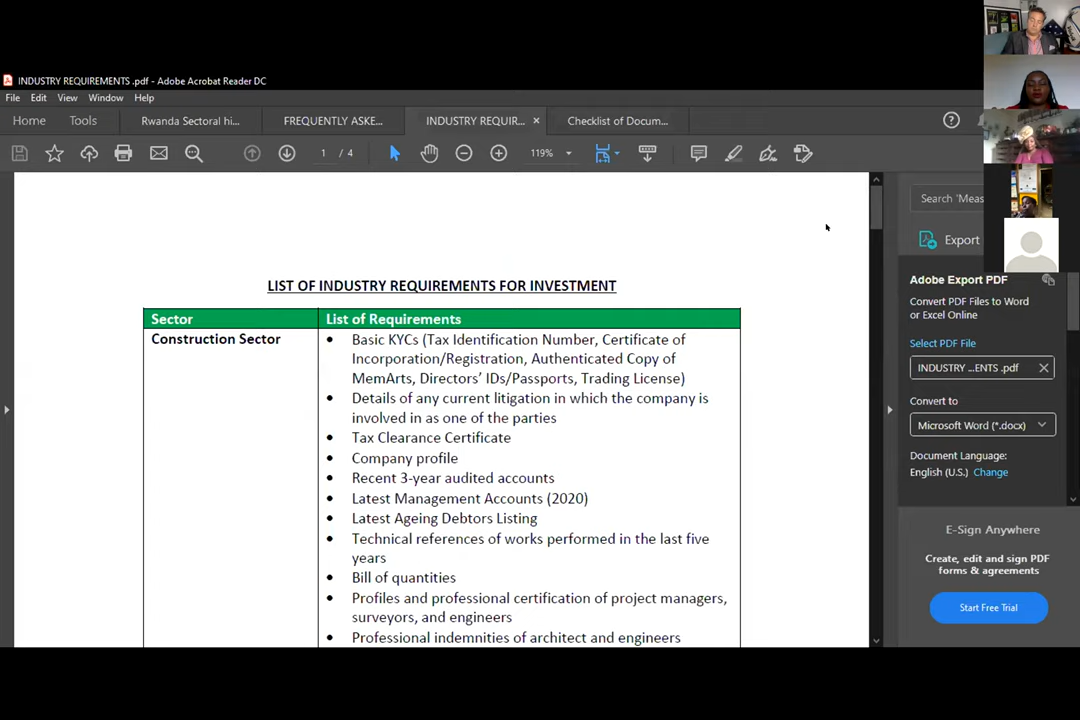 INDUSTRY REQUIREMENTS .pdf - Adobe Acrobat Reader DC
File Edit View Window Help
Home Tools Rwanda Sectoral hi... FREQUENTLY ASKE... INDUSTRY REQUIR... × Checklist of Docum...
1 / 4 119%
Search 'Meas
Export
LIST OF INDUSTRY REQUIREMENTS FOR INVESTMENT
Sector List of Requirements
Construction Sector
• Basic KYCs (Tax Identification Number, Certificate of
Incorporation/Registration, Authenticated Copy of
MemArts, Directors' IDs/Passports, Trading License)
• Details of any current litigation in which the company is
involved in as one of the parties
• Tax Clearance Certificate
• Company profile
• Recent 3-year audited accounts
• Latest Management Accounts (2020)
• Latest Ageing Debtors Listing
• Technical references of works performed in the last five
years
• Bill of quantities
• Profiles and professional certification of project managers,
surveyors, and engineers
• Professional indemnities of architect and engineers
Adobe Export PDF
Convert PDF Files to Word
or Excel Online
Select PDF File
INDUSTRY ...ENTS .pdf
Convert to
Microsoft Word (*.docx)
Document Language:
English (U.S.) Change
E-Sign Anywhere
Create, edit and sign PDF
forms & agreements
Start Free Trial